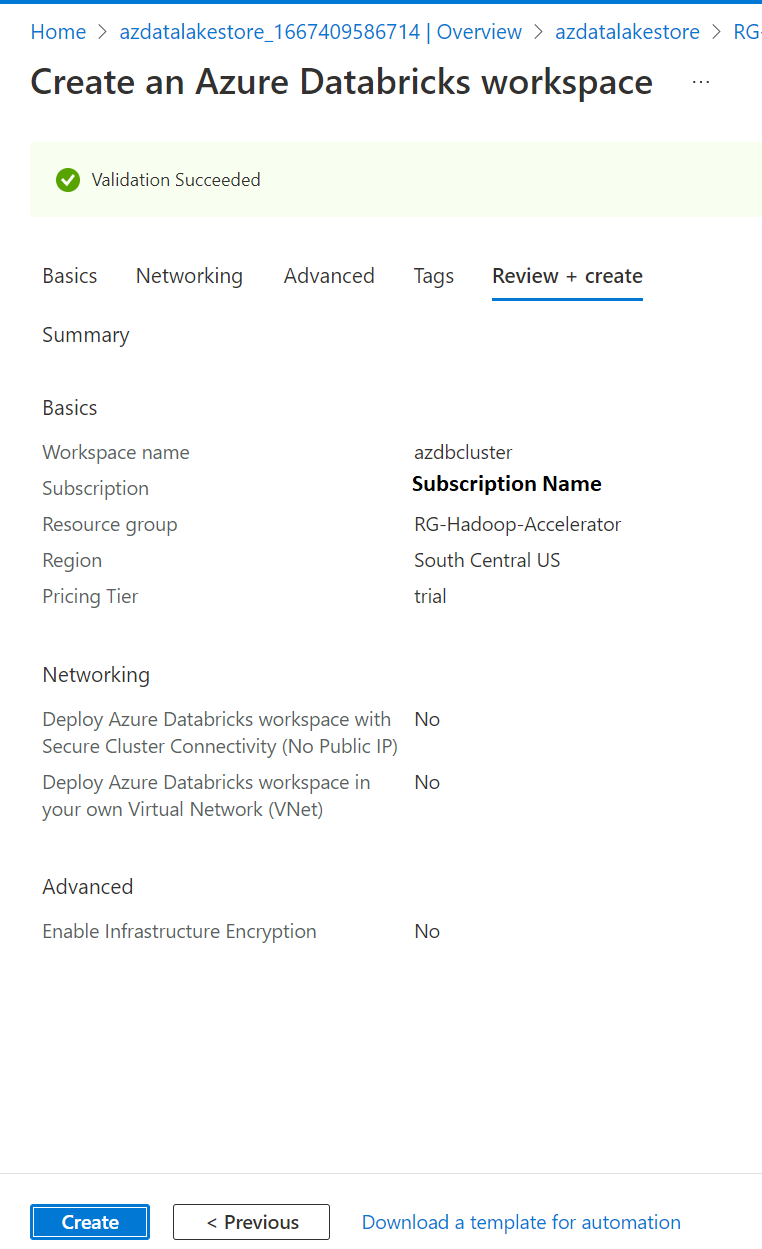 Home > azdatalakestore_1667409586714 | Overview > azdatalakestore > RG-
Create an Azure Databricks workspace ...
Validation Succeeded
Basics Networking Advanced Tags Review + create
Summary
Basics
Workspace name azdbcluster
Subscription Subscription Name
Resource group RG-Hadoop-Accelerator
Region South Central US
Pricing Tier trial
Networking
Deploy Azure Databricks workspace with No
Secure Cluster Connectivity (No Public IP)
Deploy Azure Databricks workspace in No
your own Virtual Network (VNet)
Advanced
Enable Infrastructure Encryption No
Create < Previous Download a template for automation